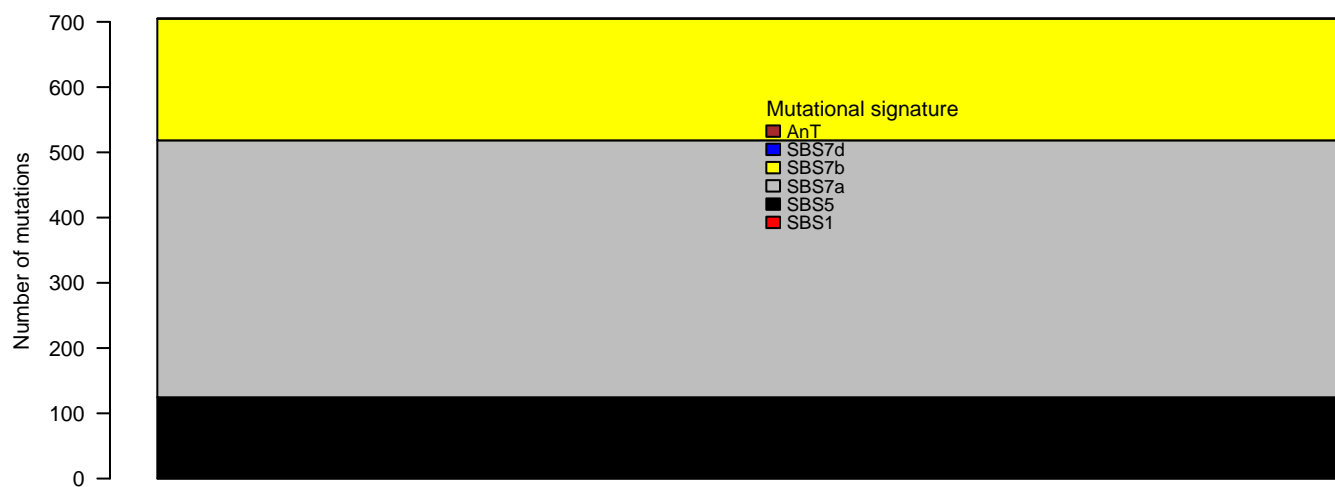 700
600
500
400
300
200
100
0
Number of mutations
Mutational signature
AnT
SBS7d
SBS7b
SBS7a
SBS5
SBS1